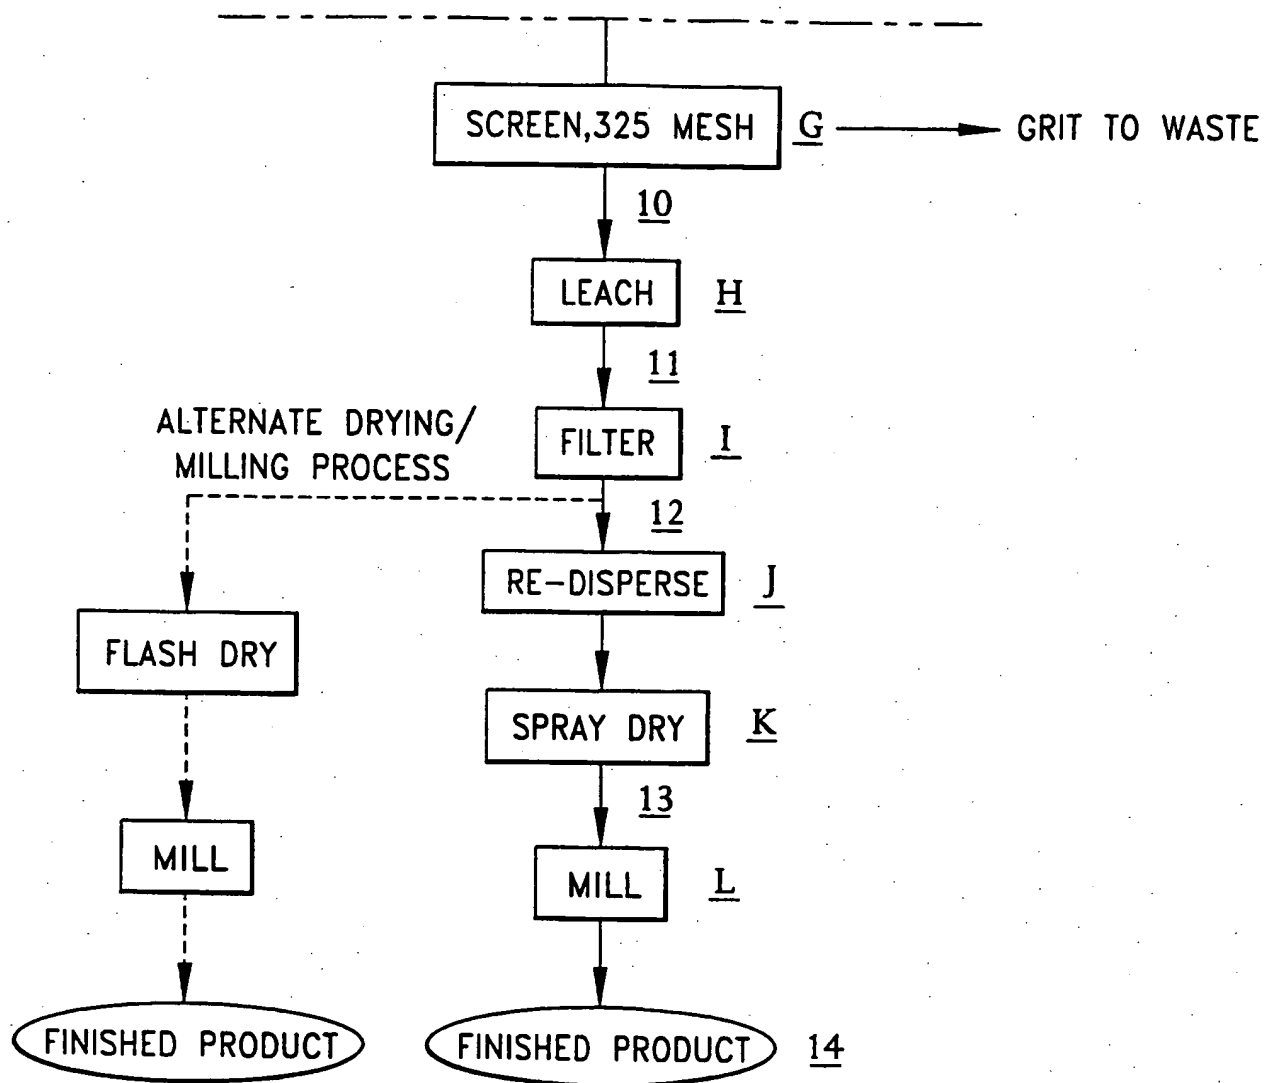 SCREEN,325 MESH G GRIT TO WASTE
10
LEACH H
11
ALTERNATE DRYING/
MILLING PROCESS
FILTER I
12
RE-DISPERSE J
FLASH DRY
SPRAY DRY K
13
MILL
MILL L
FINISHED PRODUCT
FINISHED PRODUCT 14